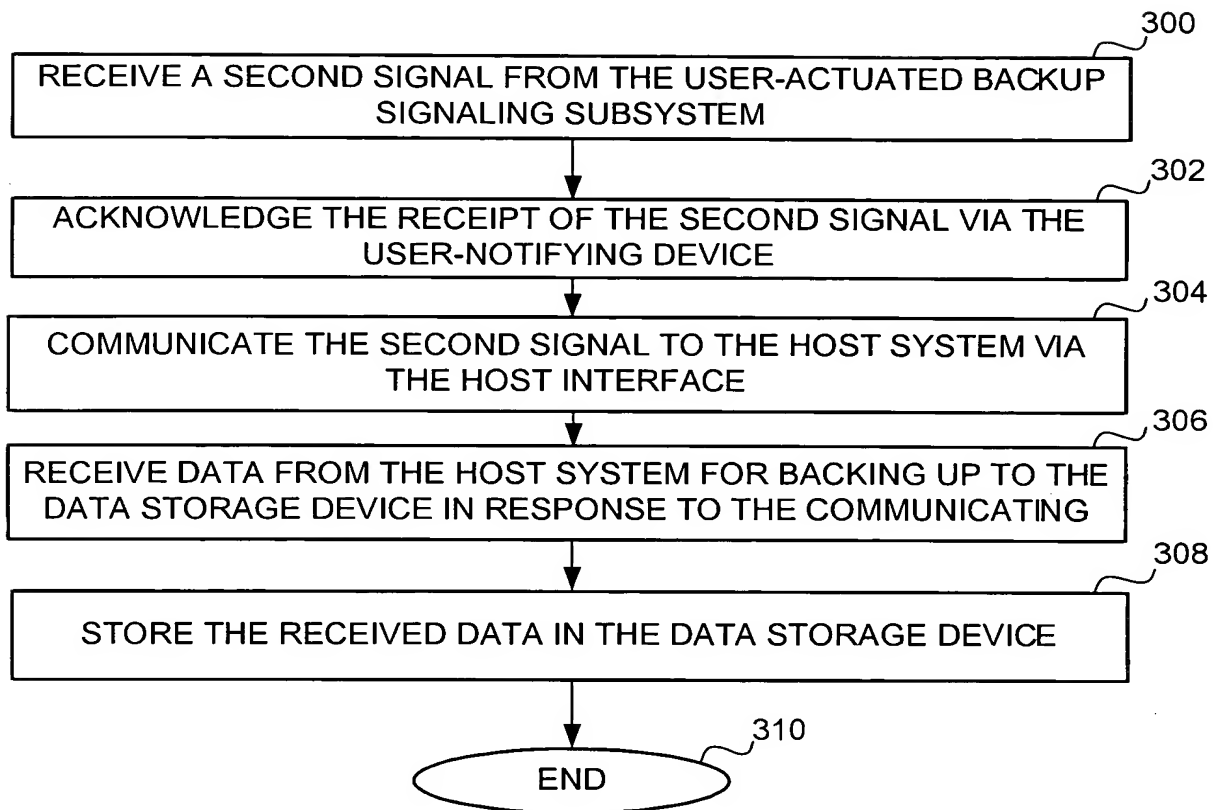 300
RECEIVE A SECOND SIGNAL FROM THE USER-ACTUATED BACKUP
SIGNALING SUBSYSTEM
302
ACKNOWLEDGE THE RECEIPT OF THE SECOND SIGNAL VIA THE
USER-NOTIFYING DEVICE
304
COMMUNICATE THE SECOND SIGNAL TO THE HOST SYSTEM VIA
THE HOST INTERFACE
306
RECEIVE DATA FROM THE HOST SYSTEM FOR BACKING UP TO THE
DATA STORAGE DEVICE IN RESPONSE TO THE COMMUNICATING
308
STORE THE RECEIVED DATA IN THE DATA STORAGE DEVICE
310
END